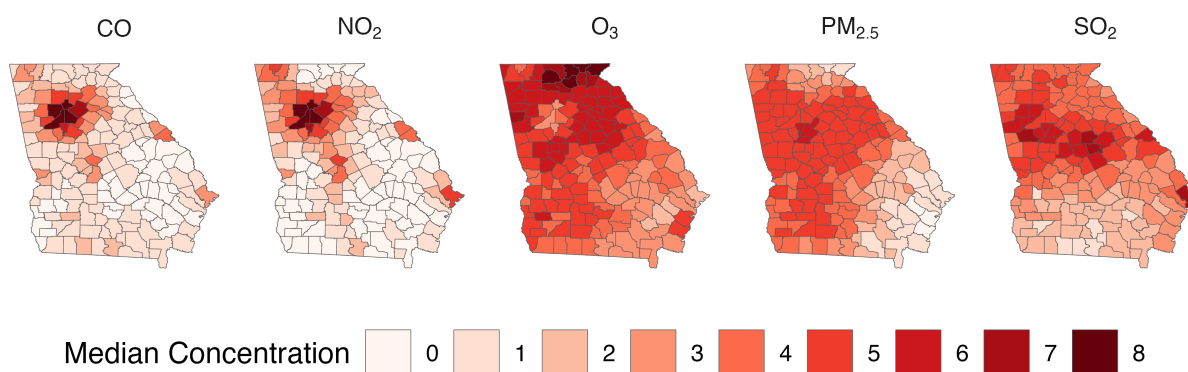 CO NO₂ O₃ PM₂.₅ SO₂
Median Concentration 0 1 2 3 4 5 6 7 8